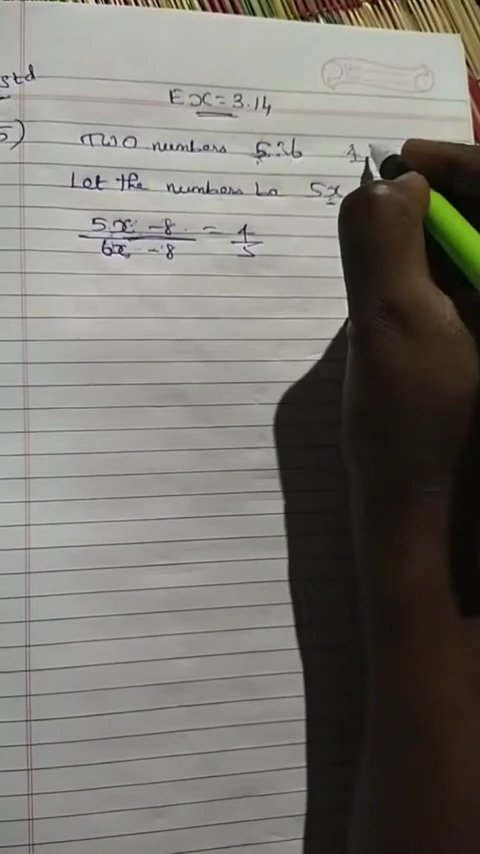 std
Ex = 3.14
5) Two numbers 5:6
Let the numbers be 5x
5x - 8 / 6x - 8 = 4/5